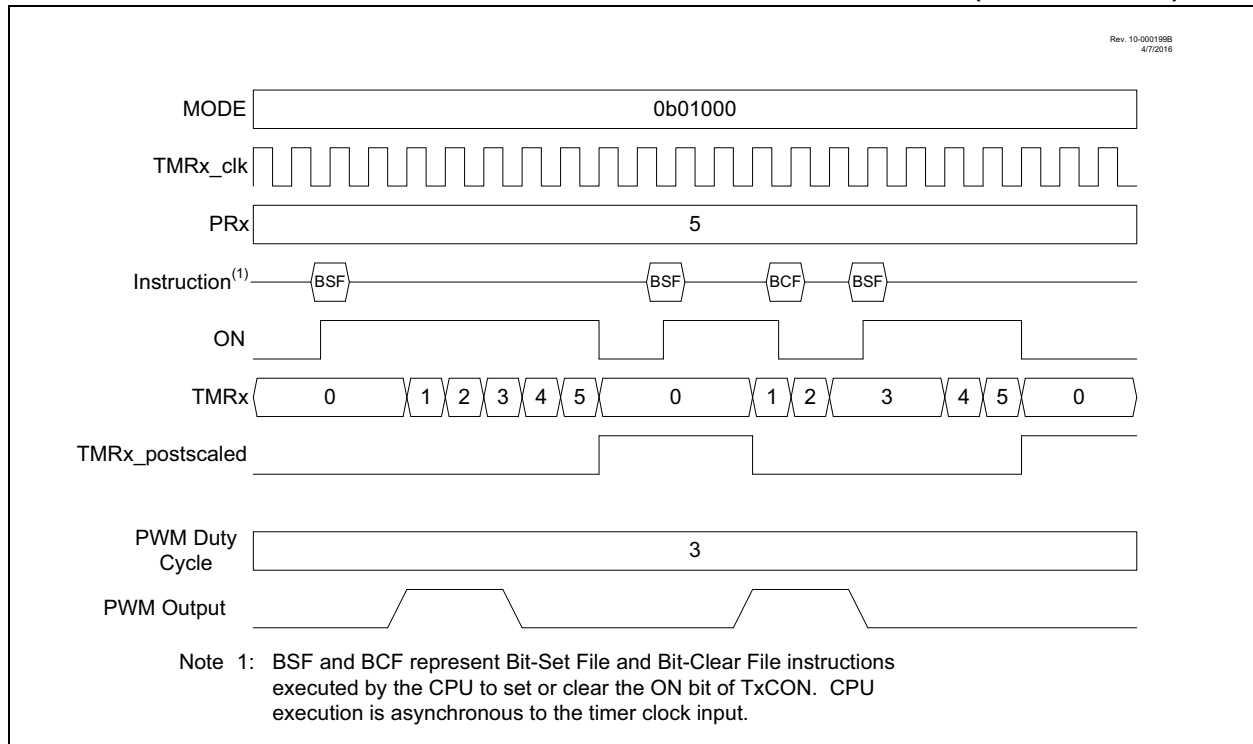 Rev. 10-000199B
4/7/2016
MODE 0b01000
TMRx_clk
PRx 5
Instruction(1) BSF BSF BCF BSF
ON
TMRx 0 1 2 3 4 5 0 1 2 3 4 5 0
TMRx_postscaled
PWM Duty
Cycle 3
PWM Output
Note 1: BSF and BCF represent Bit-Set File and Bit-Clear File instructions
executed by the CPU to set or clear the ON bit of TxCON. CPU
execution is asynchronous to the timer clock input.